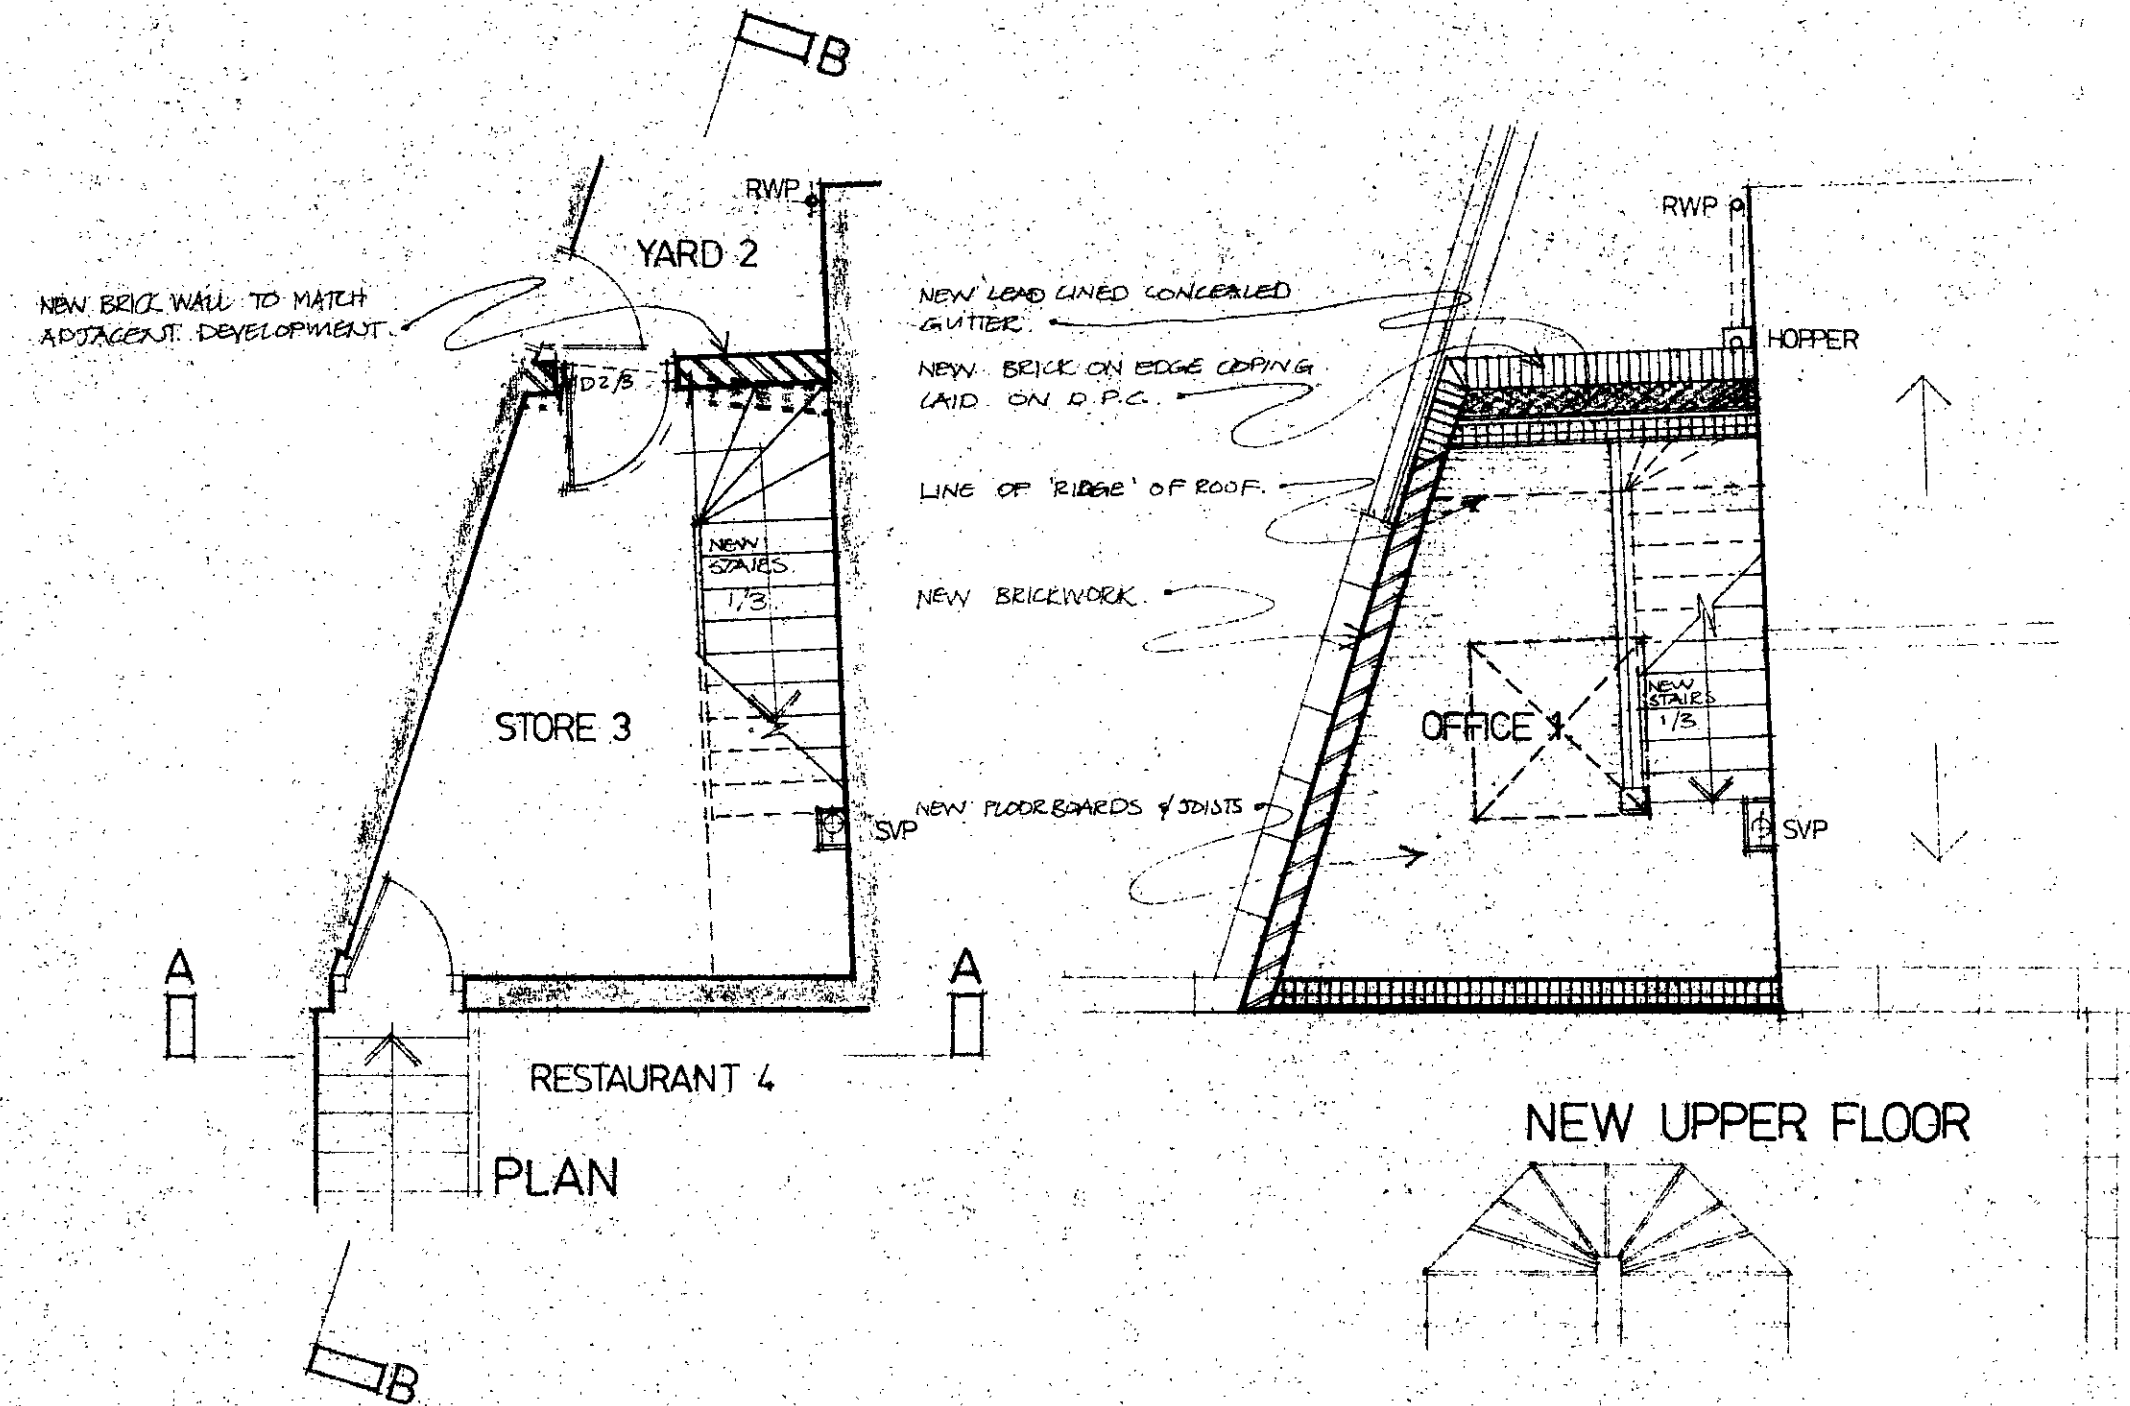 B
RWP
YARD 2
NEW BRICK WALL TO MATCH
ADJACENT DEVELOPMENT.
D2/3
NEW
STAIRS
1/3
STORE 3
SVP
A
A
RESTAURANT 4
PLAN
B
NEW LEAD LINED CONCEALED
GUTTER.
NEW BRICK ON EDGE COPING
LAID ON D.P.C.
LINE OF 'RIDGE' OF ROOF.
NEW BRICKWORK.
NEW FLOORBOARDS & JOISTS
RWP
HOPPER
OFFICE 1
NEW
STAIRS
1/3
SVP
NEW UPPER FLOOR